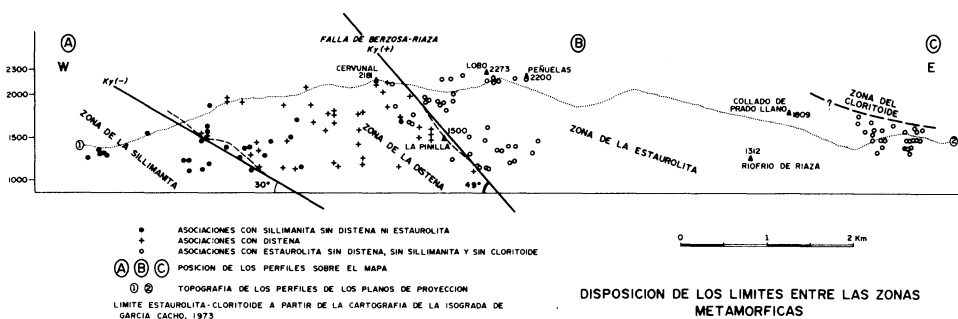 Ⓐ
W
Ky(-)
FALLA DE BERZOSA-RIAZA
Ky(+)
Ⓑ
Ⓒ
E
2300
2000
1500
1000
CERVUNAL
2181
LOBO
2273
PEÑUELAS
2200
COLLADO DE
PRADO LLANO
1809
?
ZONA DEL
CLORITOIDE
①
ZONA DE LA SILLIMANITA
ZONA DE LA DISTENA
1500
LA PINILLA
ZONA DE LA ESTAUROLITA
1312
RIOFRIO DE RIAZA
②
30°
49°
ASOCIACIONES CON SILLIMANITA SIN DISTENA NI ESTAUROLITA
ASOCIACIONES CON DISTENA
ASOCIACIONES CON ESTAUROLITA SIN DISTENA, SIN SILLIMANITA Y SIN CLORITOIDE
Ⓐ Ⓑ Ⓒ POSICION DE LOS PERFILES SOBRE EL MAPA
① ② TOPOGRAFIA DE LOS PERFILES DE LOS PLANOS DE PROYECCION
LIMITE ESTAUROLITA-CLORITOIDE A PARTIR DE LA CARTOGRAFIA DE LA ISOGRADA DE
GARCIA CACHO, 1973
0 1 2 Km
DISPOSICION DE LOS LIMITES ENTRE LAS ZONAS
METAMORFICAS